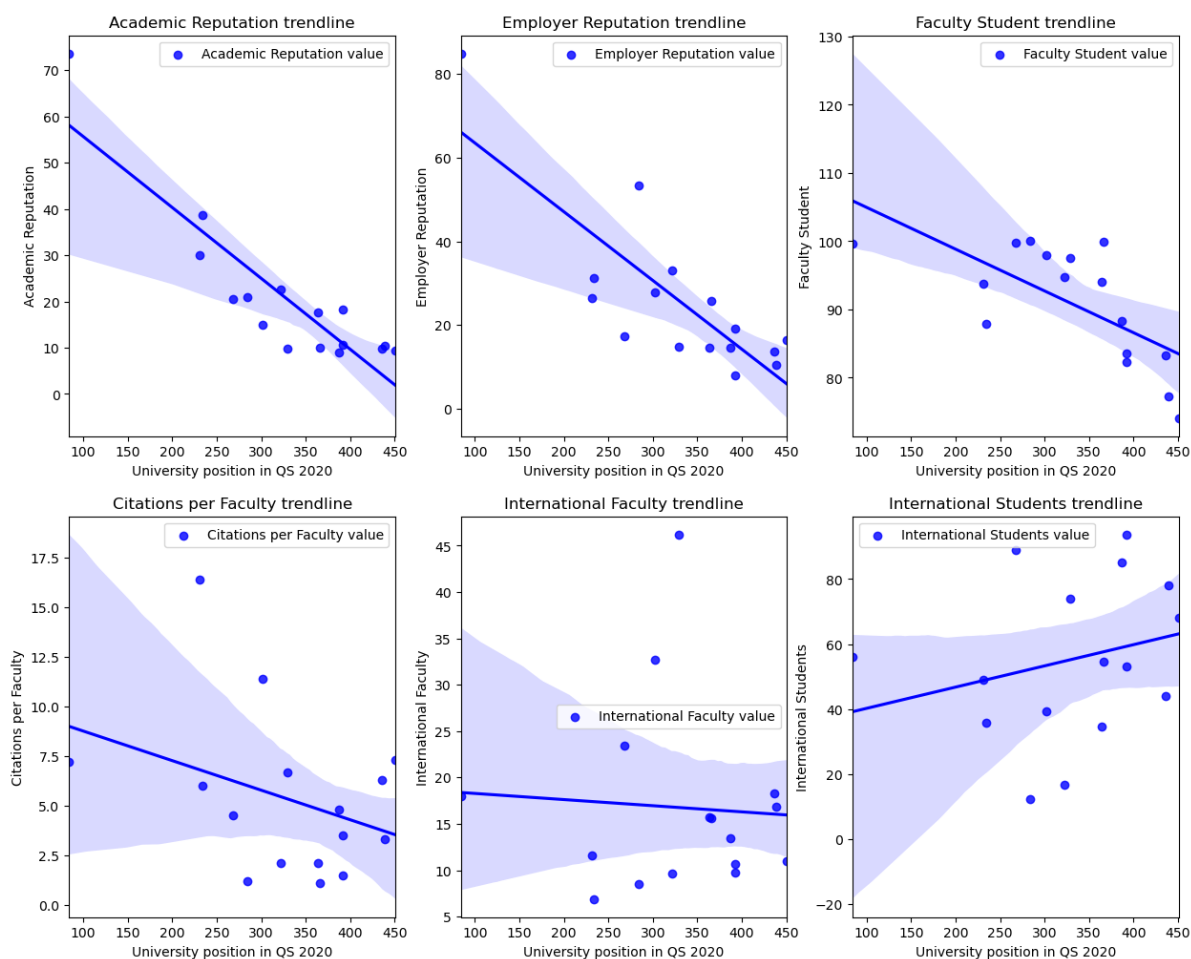 Academic Reputation trendline
Academic Reputation value
70
60
50
40
30
20
10
0
Academic Reputation
100 150 200 250 300 350 400 450
University position in QS 2020
Employer Reputation trendline
Employer Reputation value
80
60
40
20
0
Employer Reputation
100 150 200 250 300 350 400 450
University position in QS 2020
Faculty Student trendline
Faculty Student value
130
120
110
100
90
80
Faculty Student
100 150 200 250 300 350 400 450
University position in QS 2020
Citations per Faculty trendline
Citations per Faculty value
17.5
15.0
12.5
10.0
7.5
5.0
2.5
0.0
Citations per Faculty
100 150 200 250 300 350 400 450
University position in QS 2020
International Faculty trendline
International Faculty value
45
40
35
30
25
20
15
10
5
International Faculty
100 150 200 250 300 350 400 450
University position in QS 2020
International Students trendline
International Students value
80
60
40
20
0
−20
International Students
100 150 200 250 300 350 400 450
University position in QS 2020